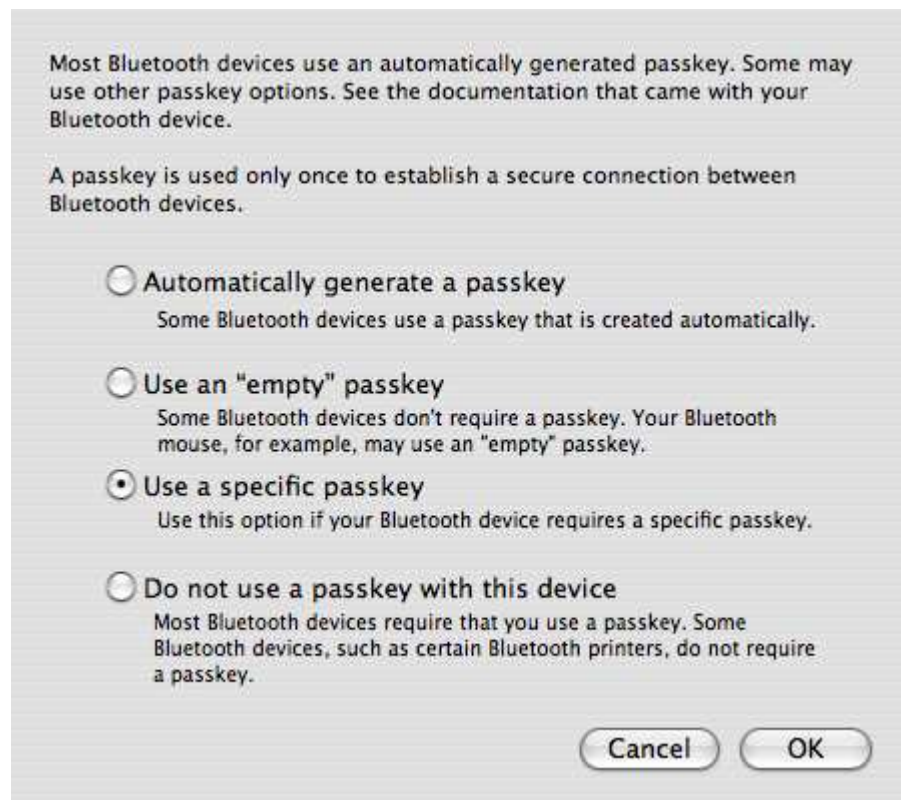 Most Bluetooth devices use an automatically generated passkey. Some may
use other passkey options. See the documentation that came with your
Bluetooth device.
A passkey is used only once to establish a secure connection between
Bluetooth devices.
Automatically generate a passkey
Some Bluetooth devices use a passkey that is created automatically.
Use an “empty” passkey
Some Bluetooth devices don't require a passkey. Your Bluetooth
mouse, for example, may use an "empty" passkey.
Use a specific passkey
Use this option if your Bluetooth device requires a specific passkey.
Do not use a passkey with this device
Most Bluetooth devices require that you use a passkey. Some
Bluetooth devices, such as certain Bluetooth printers, do not require
a passkey.
Cancel OK